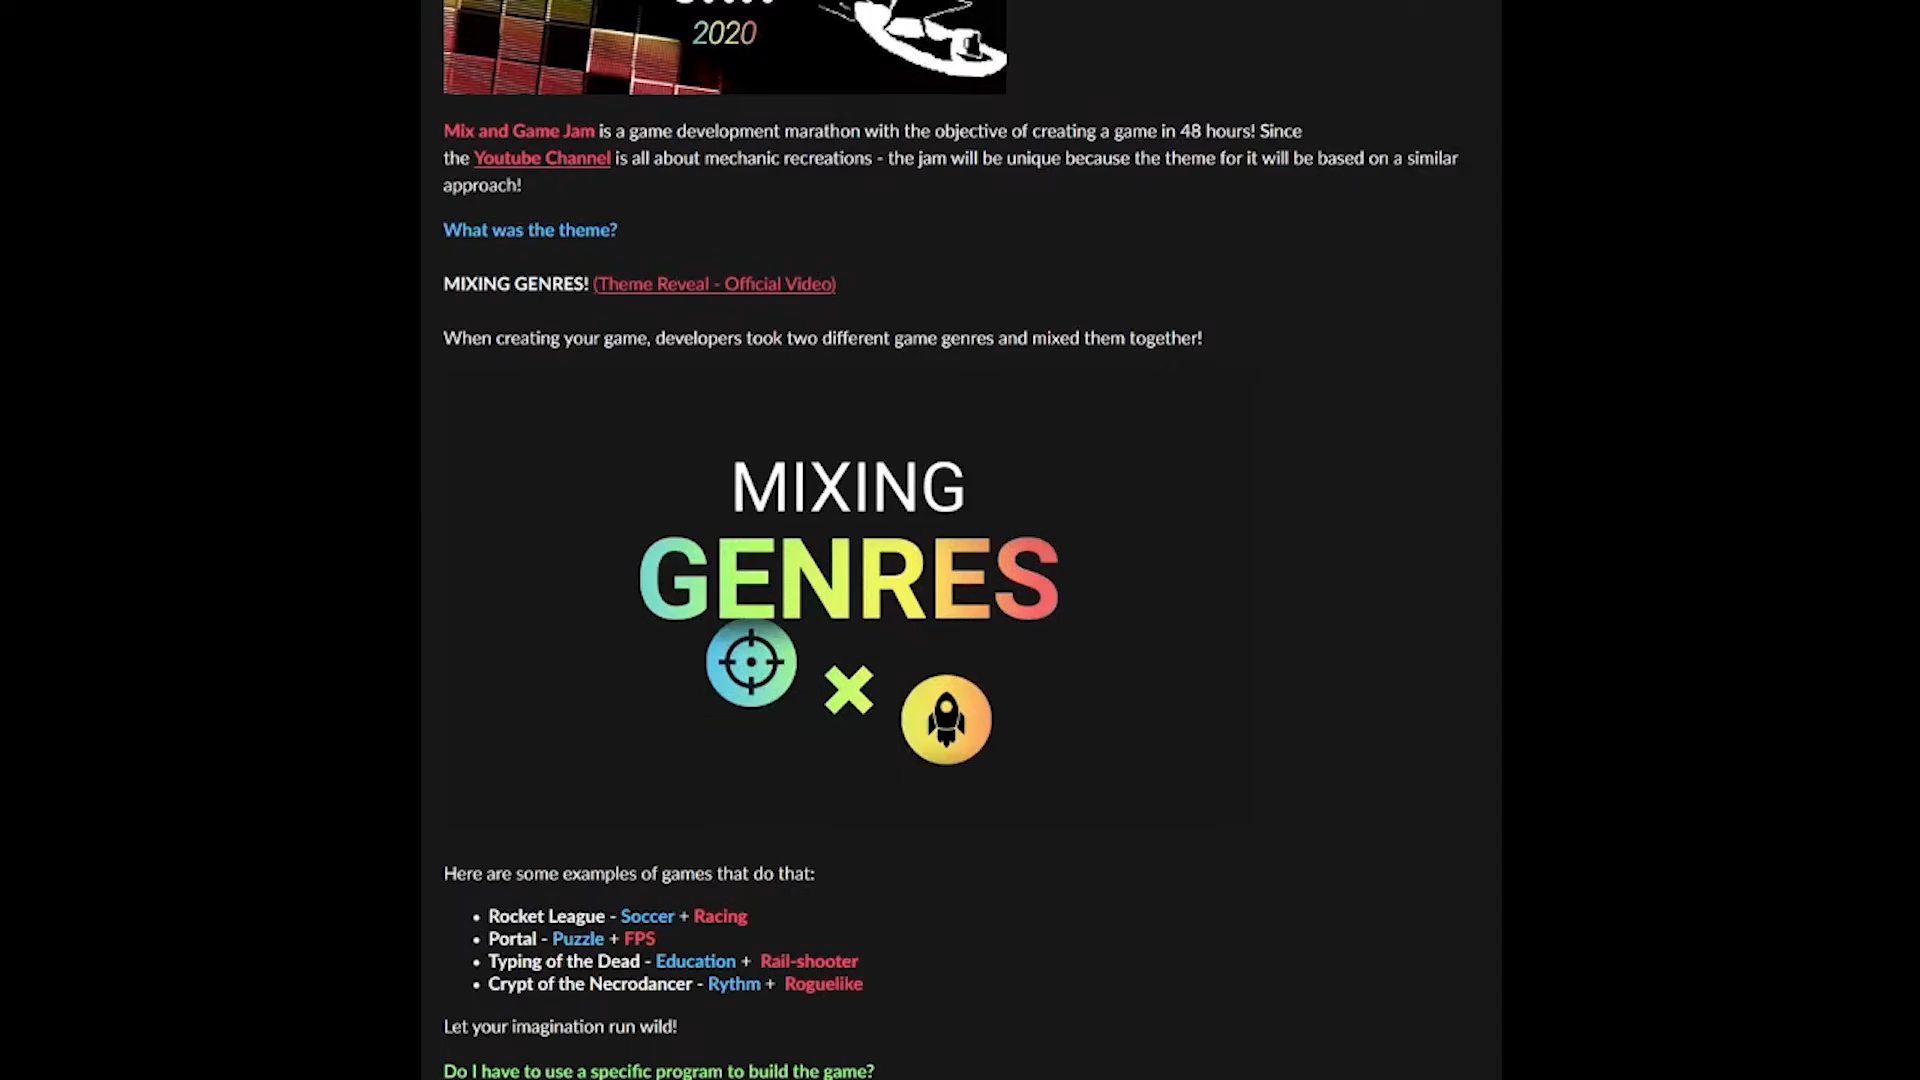 2020
Mix and Game Jam is a game development marathon with the objective of creating a game in 48 hours! Since
the Youtube Channel is all about mechanic recreations - the jam will be unique because the theme for it will be based on a similar
approach!
What was the theme?
MIXING GENRES! (Theme Reveal - Official Video)
When creating your game, developers took two different game genres and mixed them together!
MIXING
GENRES
Here are some examples of games that do that:
• Rocket League - Soccer + Racing
• Portal - Puzzle + FPS
• Typing of the Dead - Education + Rail-shooter
• Crypt of the Necrodancer - Rythm + Roguelike
Let your imagination run wild!
Do I have to use a specific program to build the game?